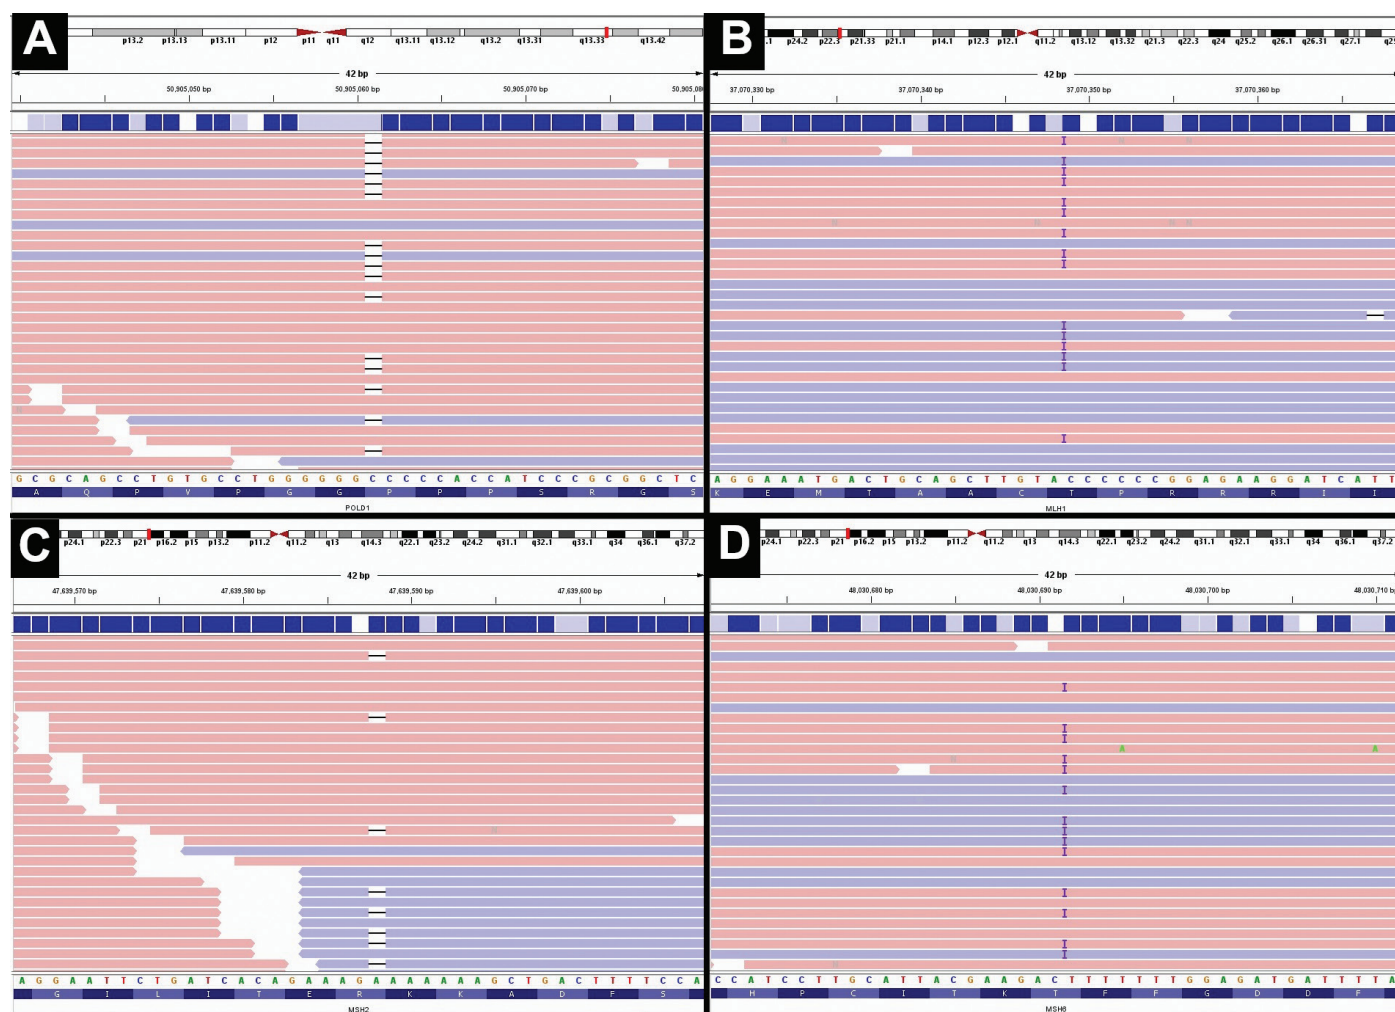 A
p13.2 p13.13 p13.11 p12 p11 q11 q12 q13.11 q13.12 q13.2 q13.31 q13.33 q13.42
42 bp
50,905,050 bp 50,905,060 bp 50,905,070 bp
G C G C A G C C T G T G C C T G G G G G G C C C C C A C C A T C C C G C G G C T C
A Q P V P G G P P P S R G S
POLD1
B
p24.2 p22.3 p21.33 p21.1 p14.1 p12.3 p12.1 q11.2 q13.12 q13.32 q21.3 q22.3 q24 q25.2 q26.1 q26.31 q27.1
42 bp
37,070,330 bp 37,070,340 bp 37,070,350 bp 37,070,360 bp
A G G A A A T G A C T G C A G C T T G T A C C C C C C G G A G A A G G A T C A T T
K E M T A A C T P R R R I I
MLH1
C
p24.1 p22.3 p21 p16.2 p15 p13.2 p11.2 q11.2 q13 q14.3 q22.1 q23.2 q24.2 q31.1 q32.1 q33.1 q34 q36.1 q37.2
42 bp
47,639,570 bp 47,639,580 bp 47,639,590 bp 47,639,600 bp
A G G A A T T C T G A T C A C A G A A A G A A A A A A A G C T G A C T T T T C C A
G I L I T E R K K A D F S
MSH2
D
p24.1 p22.3 p21 p16.2 p15 p13.2 p11.2 q11.2 q13 q14.3 q22.1 q23.2 q24.2 q31.1 q32.1 q33.1 q34 q36.1 q37.2
42 bp
48,030,680 bp 48,030,690 bp 48,030,700 bp 48,030,710 bp
A A
C C A T C C T T G C A T T A C G A A G A C T T T T T T T G G A G A T G A T T T T A
H P C I T K T F F G D D F
MSH6